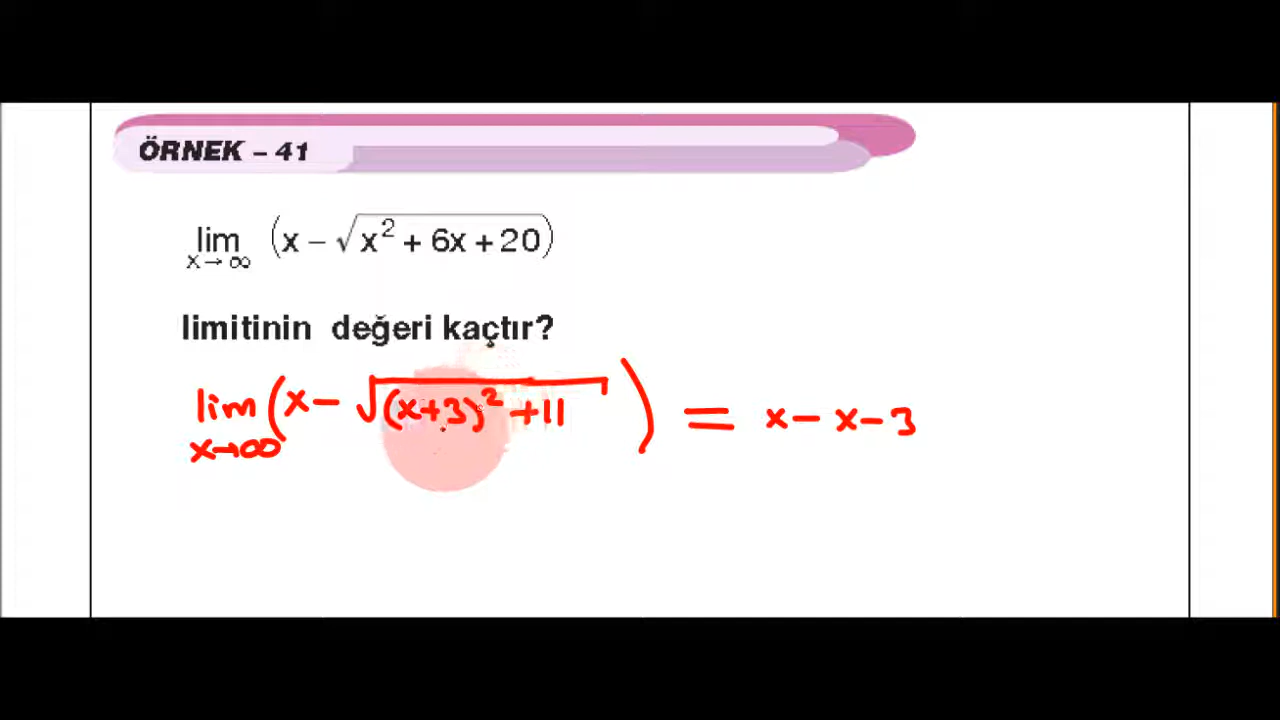 ÖRNEK – 41
lim (x – √x² + 6x + 20)
x→∞
limitinin değeri kaçtır?
lim (x – √(x+3)² + 11) = x – x – 3
x→∞